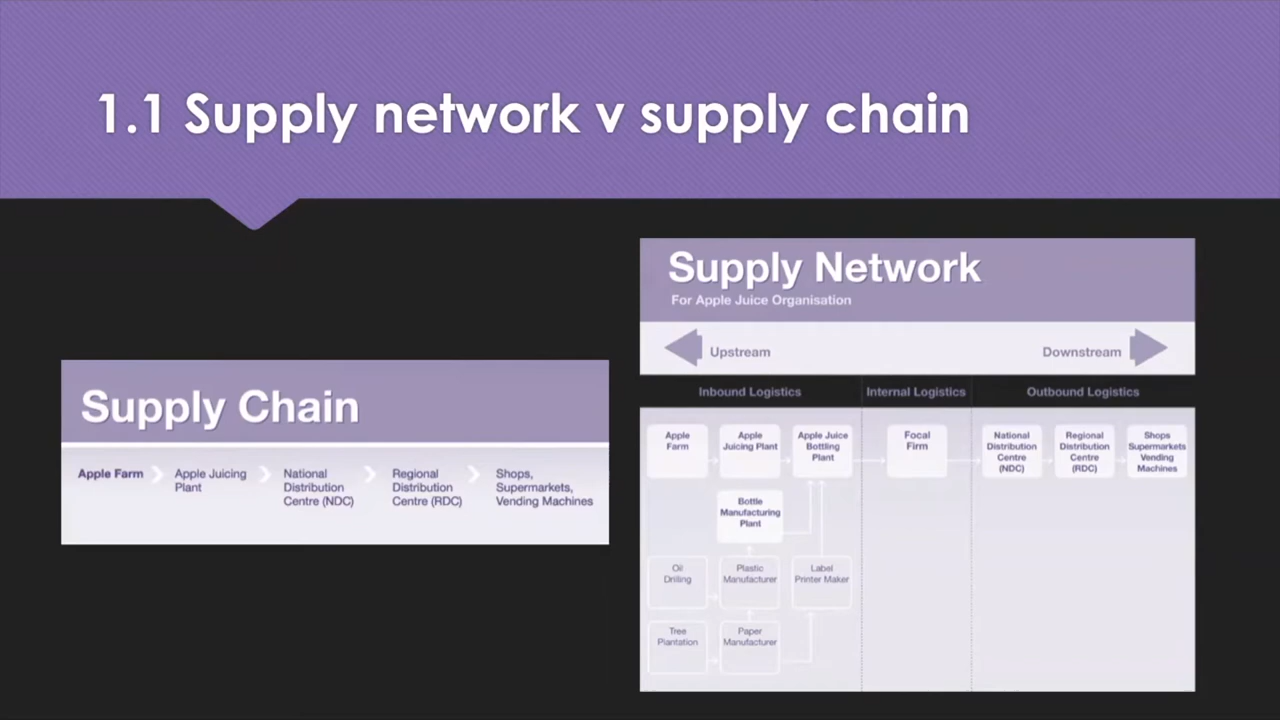 1.1 Supply network v supply chain
Supply Chain
Apple Farm
Apple Juicing
Plant
National
Distribution
Centre (NDC)
Regional
Distribution
Centre (RDC)
Shops,
Supermarkets,
Vending Machines
Supply Network
For Apple Juice Organisation
Upstream
Downstream
Inbound Logistics
Internal Logistics
Outbound Logistics
Apple
Farm
Apple
Juicing Plant
Apple Juice
Bottling
Plant
Focal
Firm
National
Distribution
Centre
(NDC)
Regional
Distribution
Centre
(RDC)
Shops
Supermarkets
Vending
Machines
Bottle
Manufacturing
Plant
Oil
Drilling
Plastic
Manufacturer
Label
Printer Maker
Tree
Plantation
Paper
Manufacturer